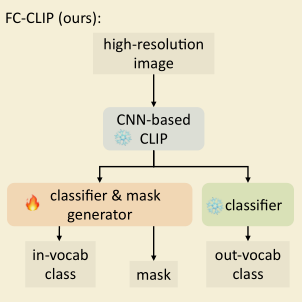 FC-CLIP (ours):
high-resolution
image
CNN-based
CLIP
classifier & mask
generator
classifier
in-vocab
class
mask
out-vocab
class